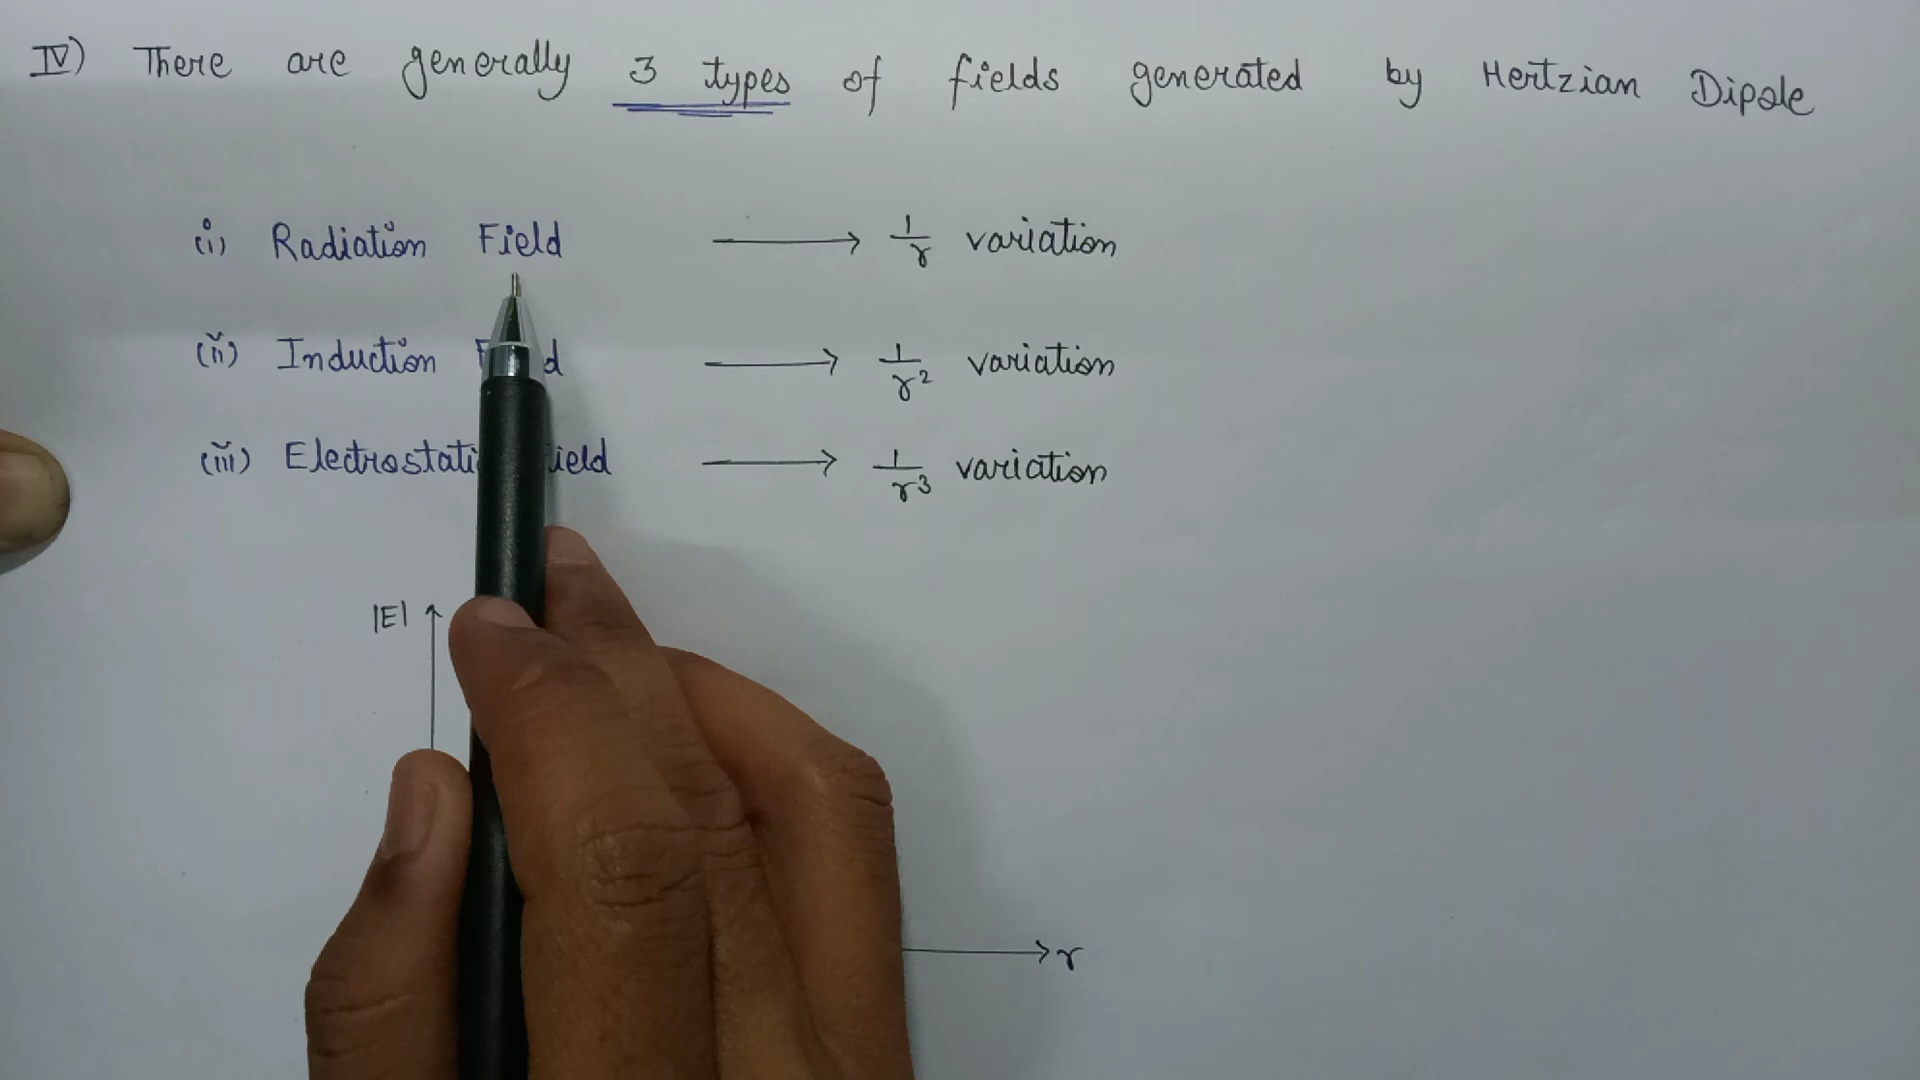 IV) There are generally 3 types of fields generated by Hertzian Dipole
(i) Radiation Field → 1/r variation
(ii) Induction → 1/r² variation
(iii) → 1/r³ variation
|E|
r